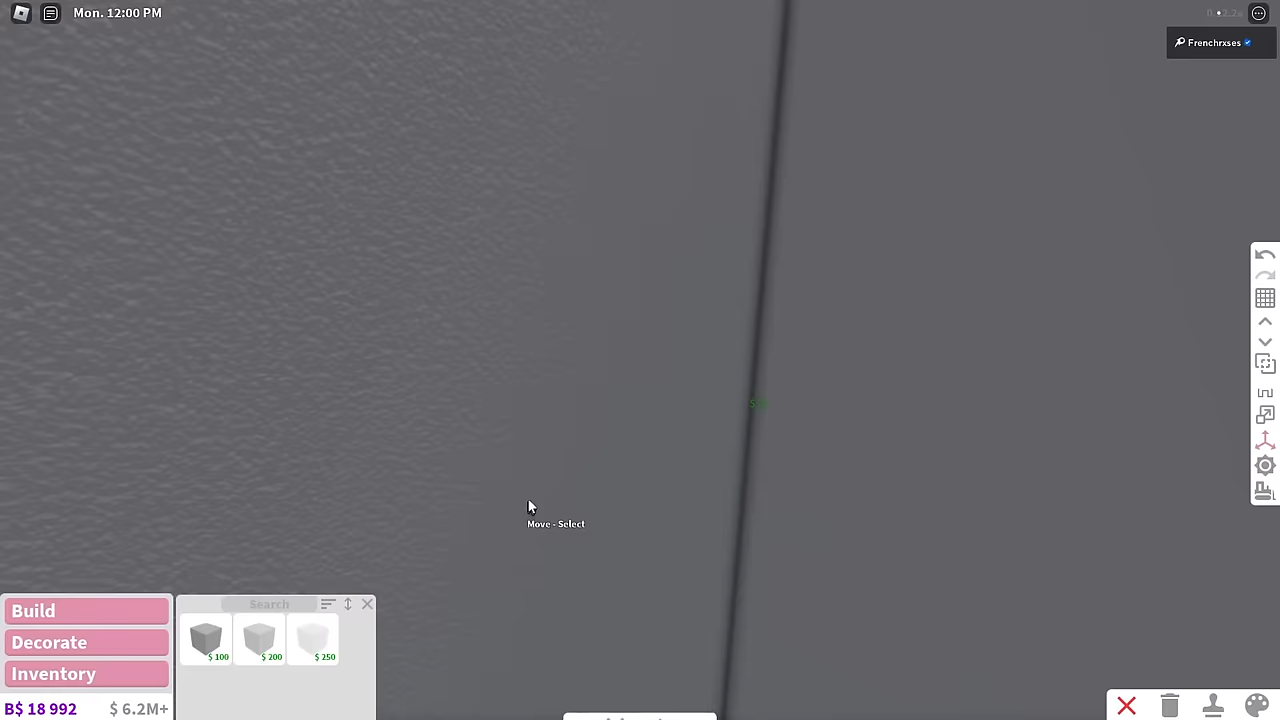 Mon. 12:00 PM
Frenchrxses
Move - Select
Search
Build
$ 100
$ 200
$ 250
Decorate
Inventory
B$ 18 992
$ 6.2M+